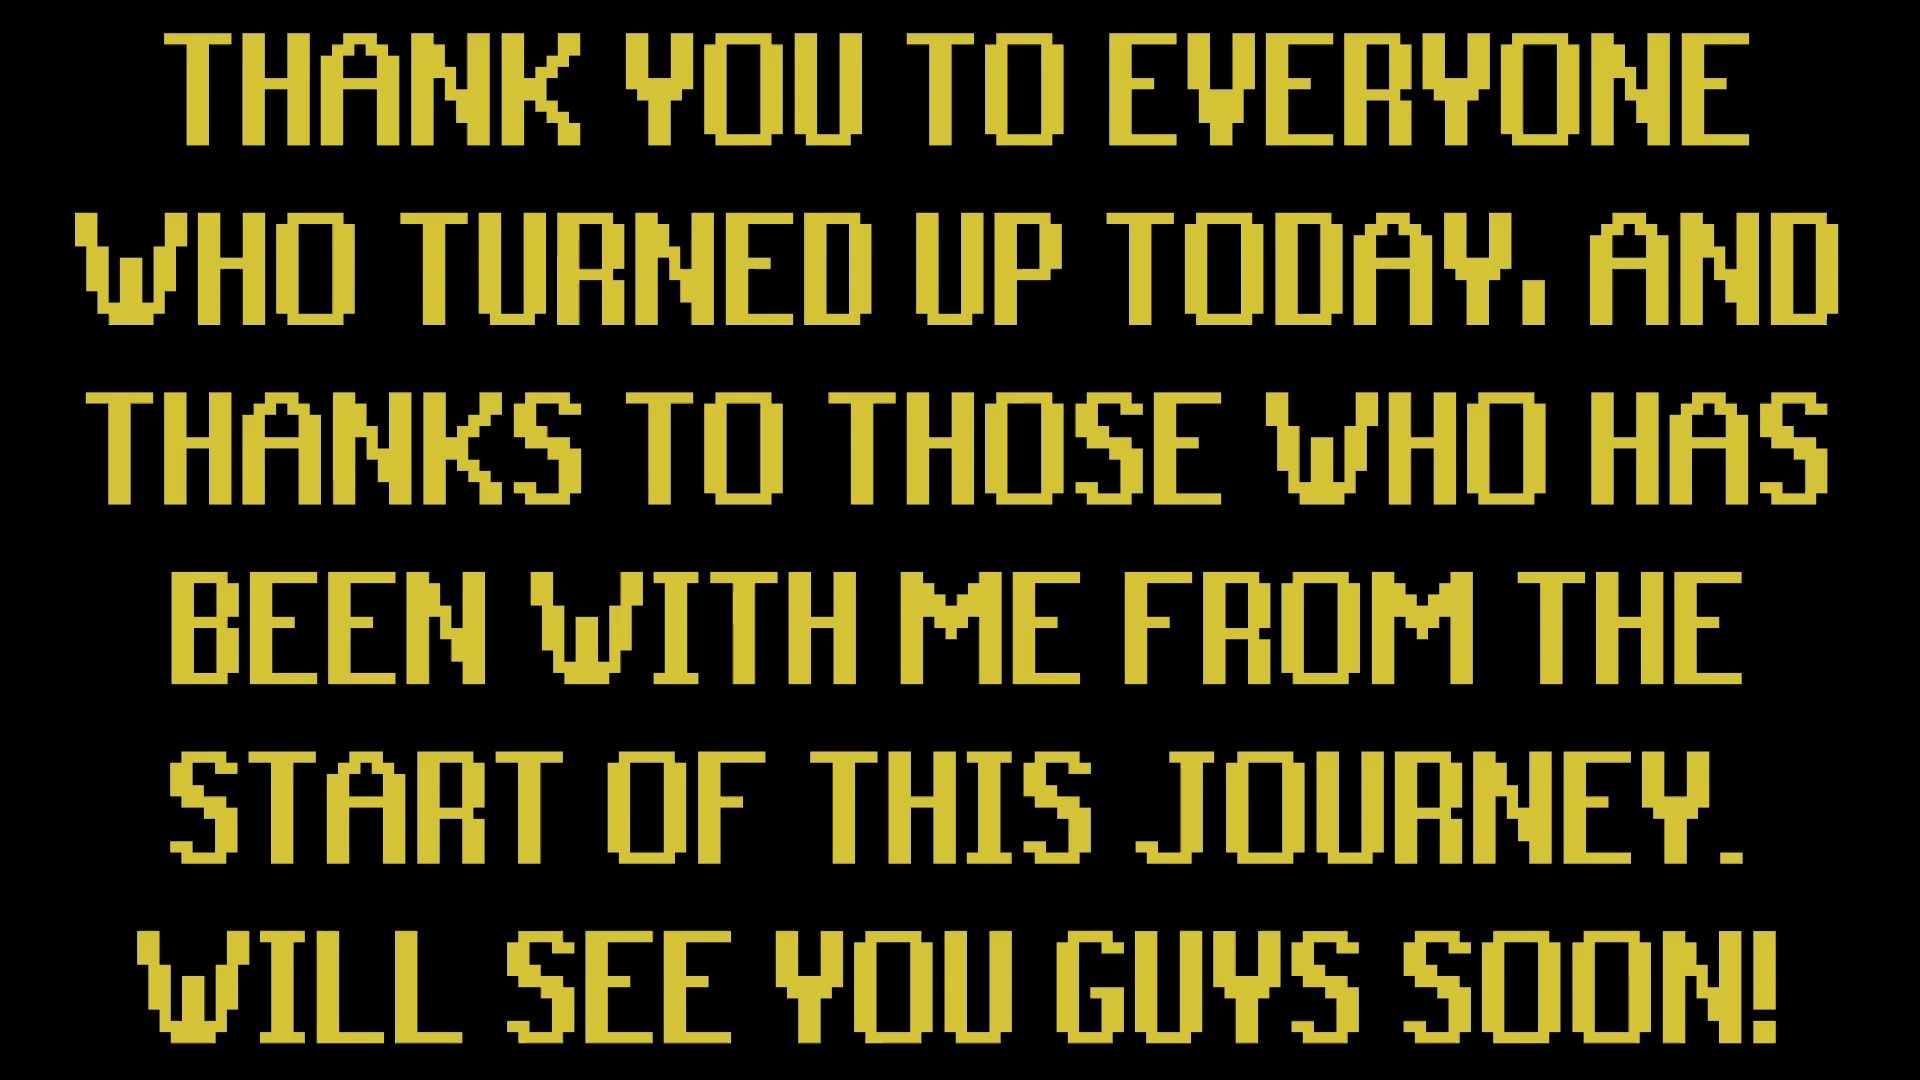 THANK YOU TO EVERYONE
WHO TURNED UP TODAY, AND
THANKS TO THOSE WHO HAS
BEEN WITH ME FROM THE
START OF THIS JOURNEY.
WILL SEE YOU GUYS SOON!